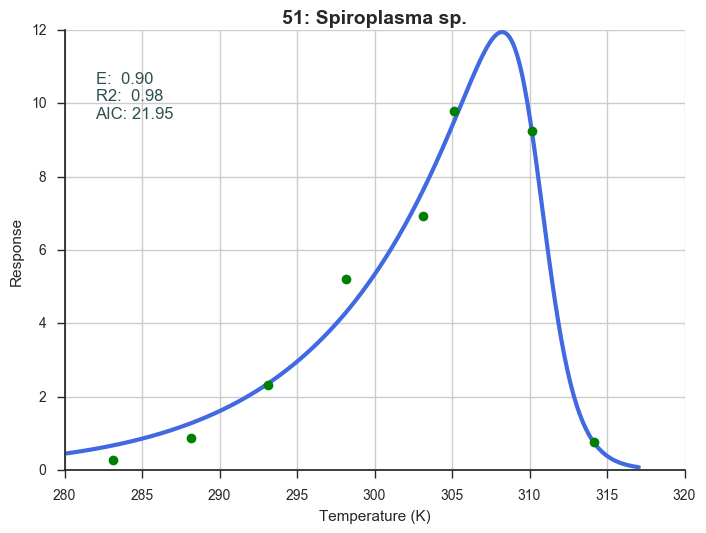 51: Spiroplasma sp.
E: 0.90
R2: 0.98
AIC: 21.95
Response
12
10
8
6
4
2
0
280 285 290 295 300 305 310 315 320
Temperature (K)